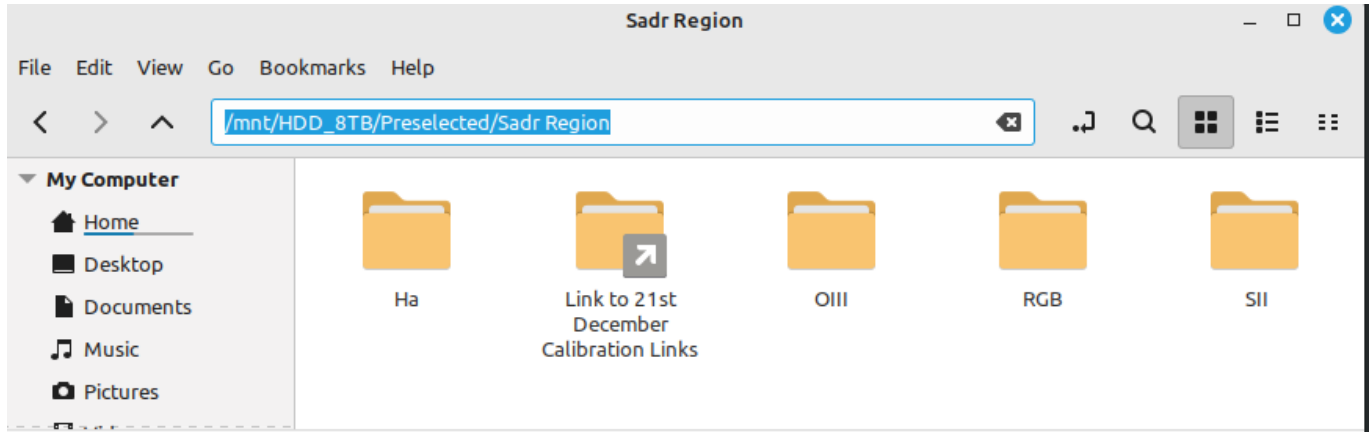 Sadr Region
File Edit View Go Bookmarks Help
/mnt/HDD_8TB/Preselected/Sadr Region
My Computer
Home
Desktop
Documents
Music
Pictures
Ha
Link to 21st
December
Calibration Links
OIII
RGB
SII